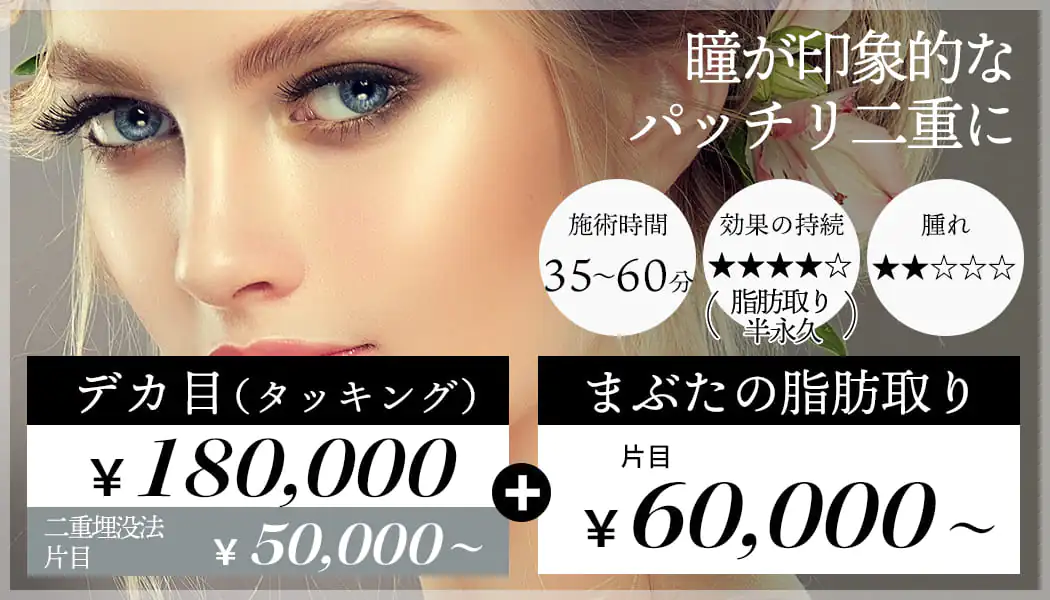 瞳が印象的な
パッチリ二重に
施術時間
35~60分
効果の持続
★★★★☆
(脂肪取り
半永久)
腫れ
★★☆☆☆
デカ目(タッキング)
¥180,000
二重埋没法
片目
¥50,000~
+
まぶたの脂肪取り
片目
¥60,000~